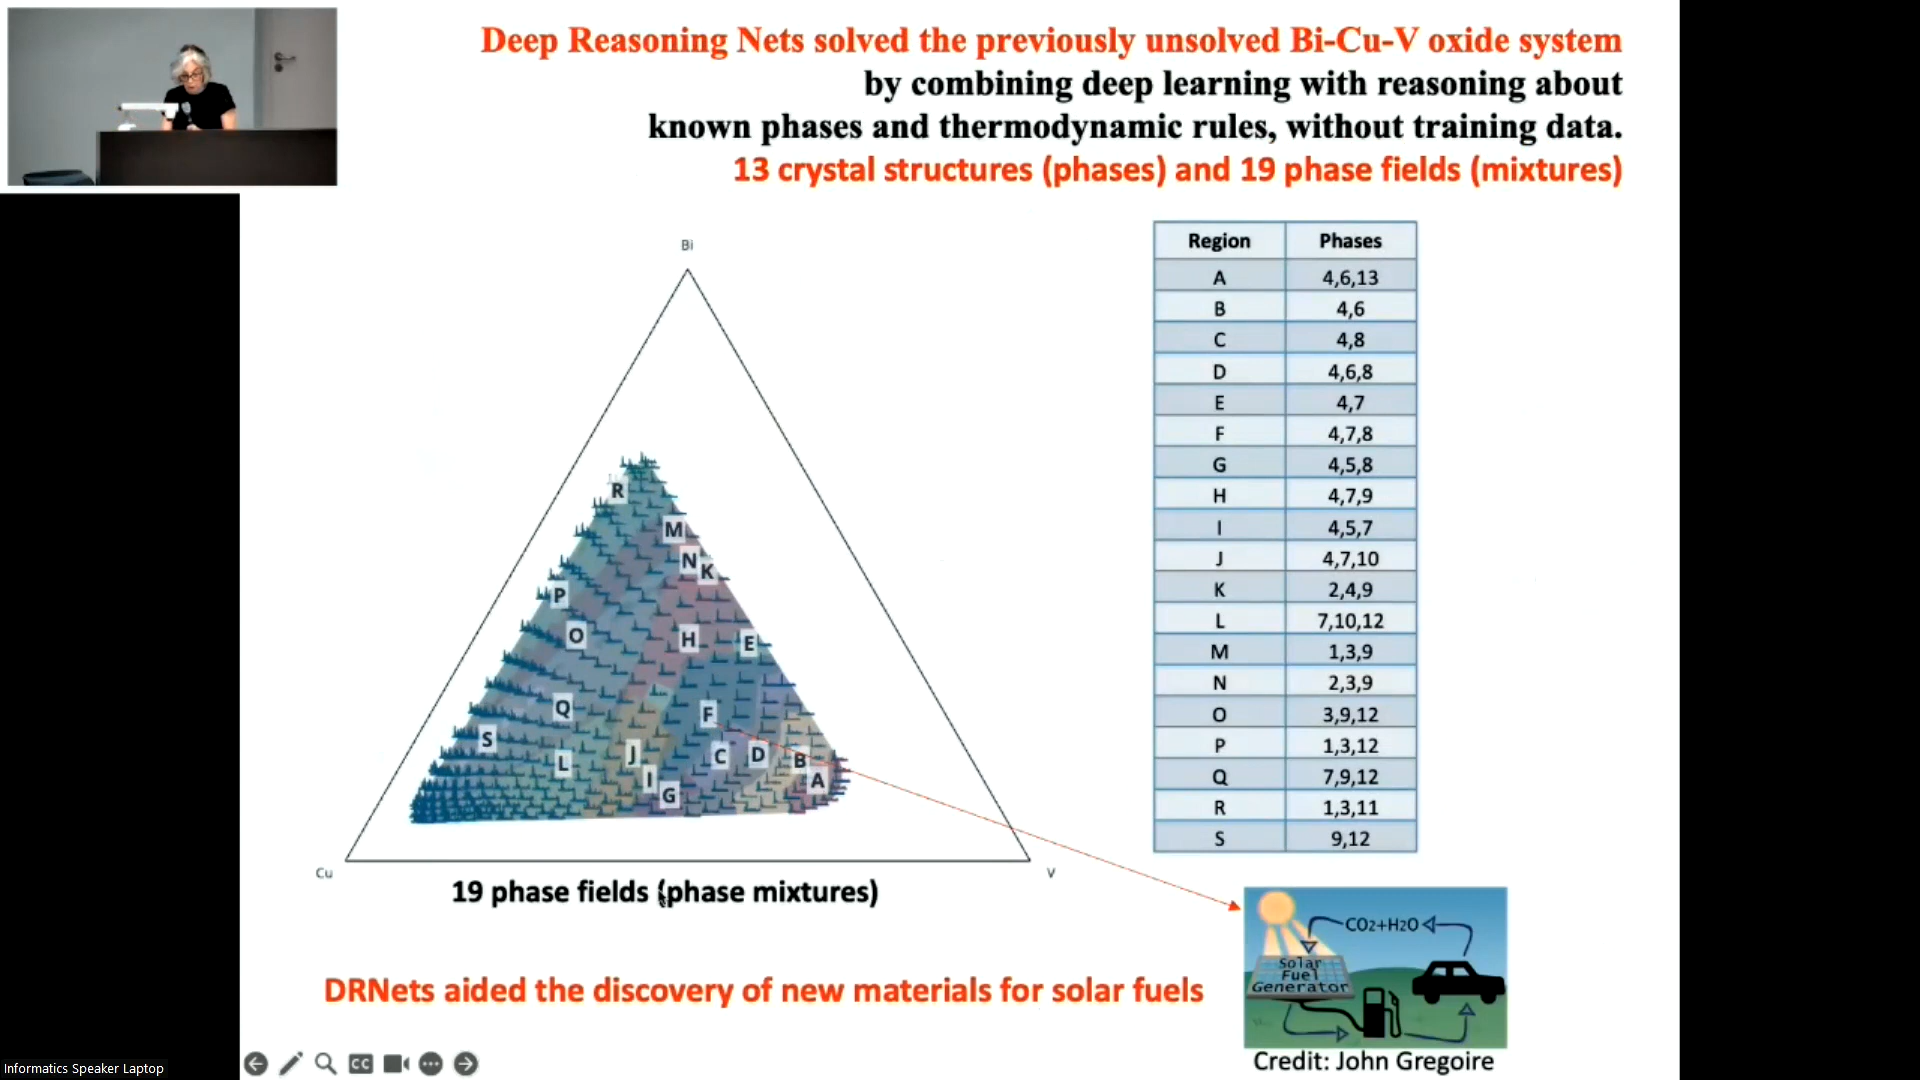 Deep Reasoning Nets solved the previously unsolved Bi-Cu-V oxide system
by combining deep learning with reasoning about
known phases and thermodynamic rules, without training data.
13 crystal structures (phases) and 19 phase fields (mixtures)
Bi
R
M
N
K
P
O
H
E
Q
F
S
J
L
C
D
B
I
A
G
Cu
V
19 phase fields (phase mixtures)
Region Phases
A 4,6,13
B 4,6
C 4,8
D 4,6,8
E 4,7
F 4,7,8
G 4,5,8
H 4,7,9
I 4,5,7
J 4,7,10
K 2,4,9
L 7,10,12
M 1,3,9
N 2,3,9
O 3,9,12
P 1,3,12
Q 7,9,12
R 1,3,11
S 9,12
CO2+H2O
Solar
Fuel
Generator
DRNets aided the discovery of new materials for solar fuels
Credit: John Gregoire
CC
Informatics Speaker Laptop